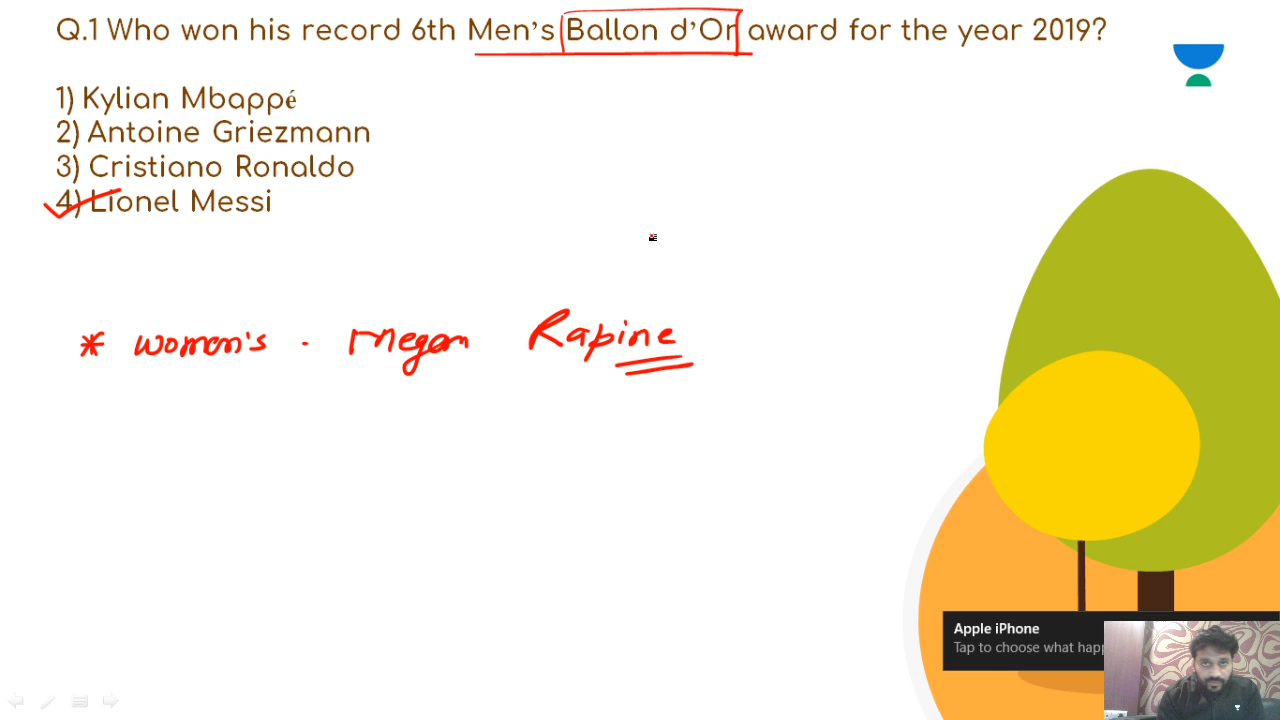 Q.1 Who won his record 6th Men’s Ballon d’Or award for the year 2019?
1) Kylian Mbappé
2) Antoine Griezmann
3) Cristiano Ronaldo
4) Lionel Messi
* women's . Megan Rapine
Apple iPhone
Tap to choose what happ